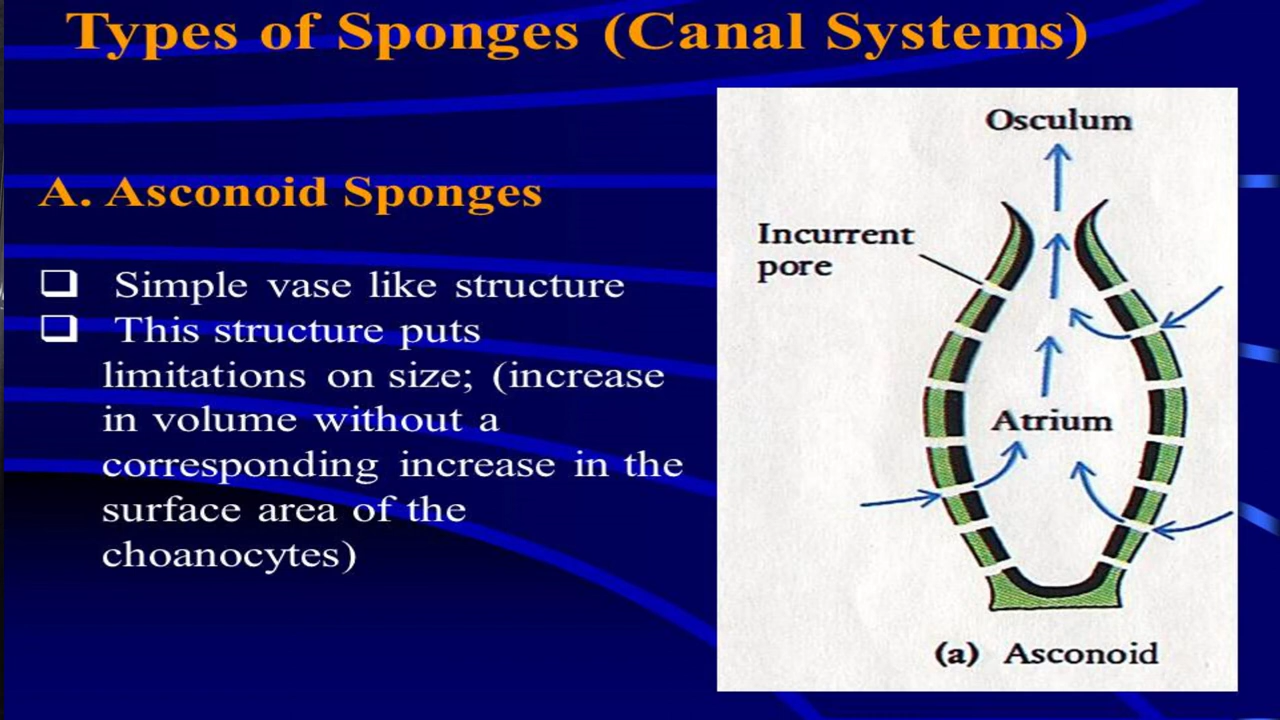 Types of Sponges (Canal Systems)
A. Asconoid Sponges
❑ Simple vase like structure
❑ This structure puts
limitations on size; (increase
in volume without a
corresponding increase in the
surface area of the
choanocytes)
Osculum
Incurrent
pore
Atrium
(a) Asconoid